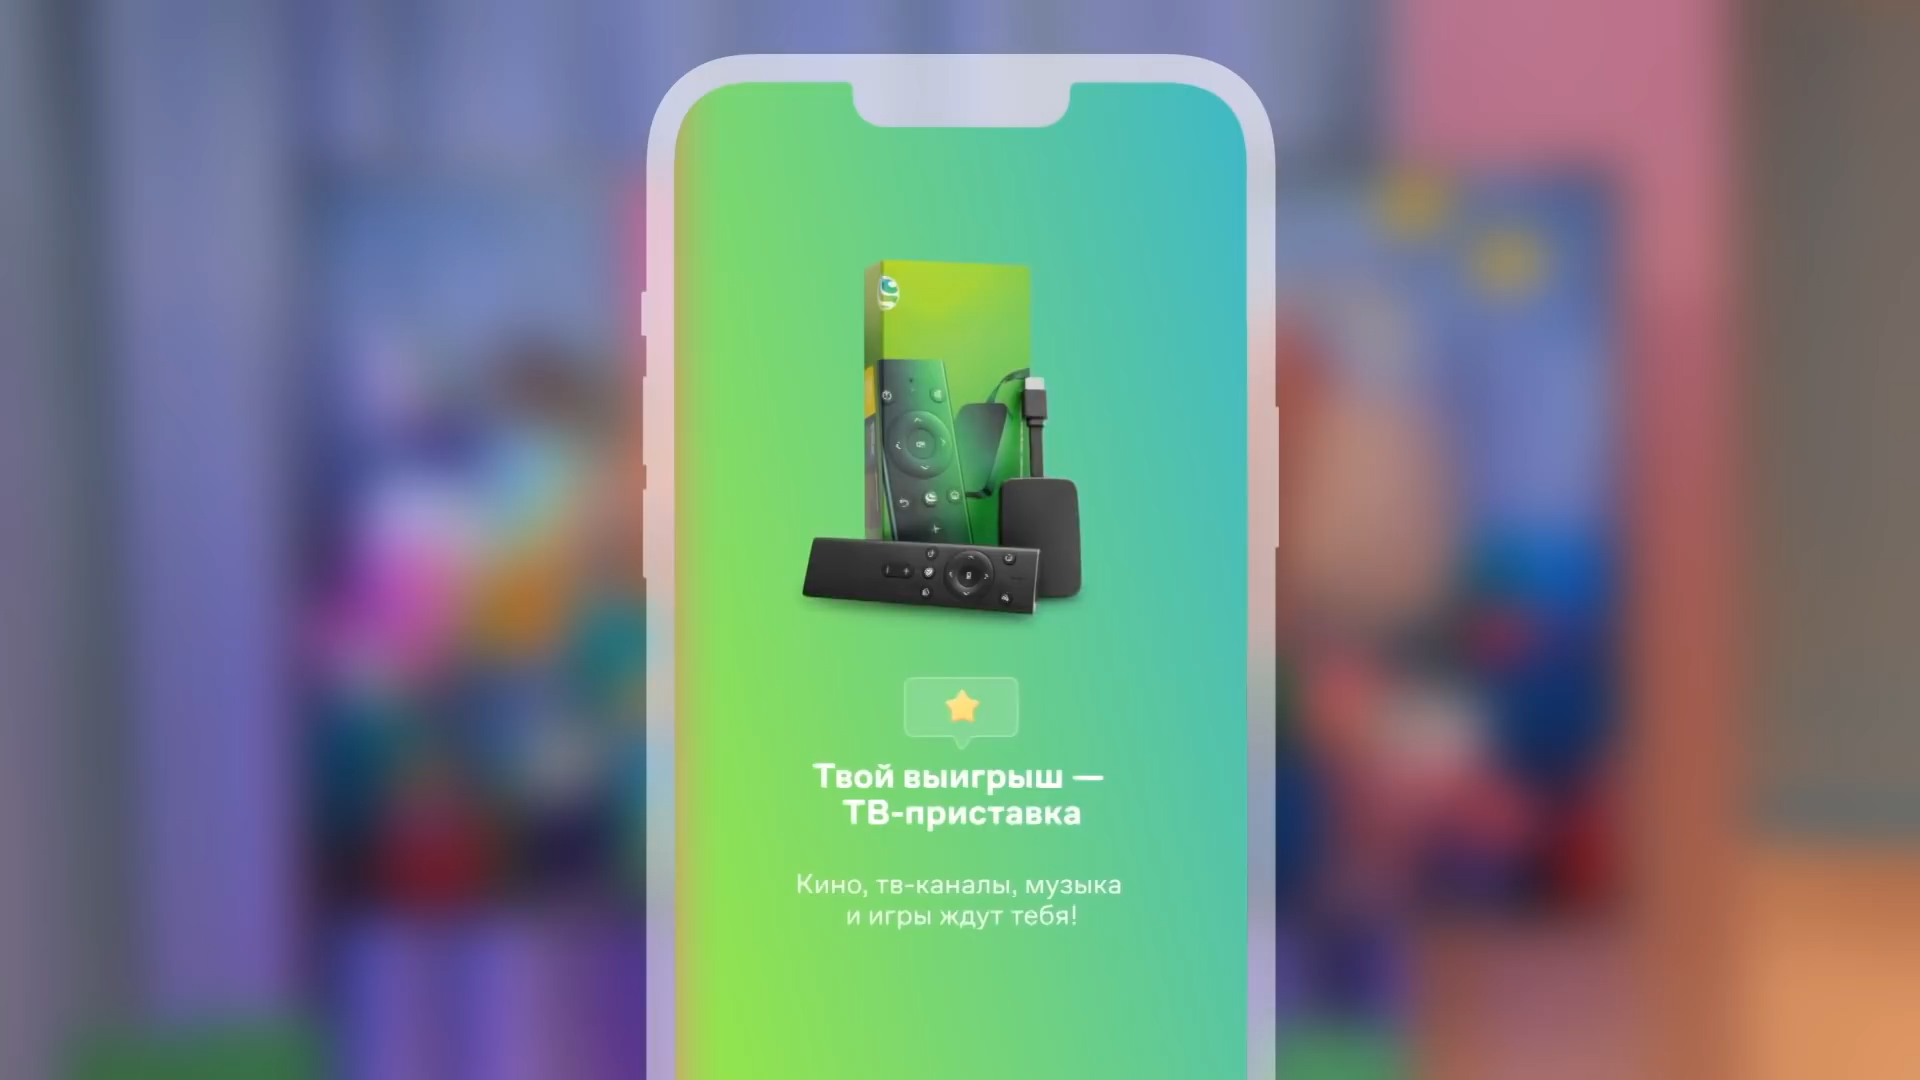 Твой выигрыш —
ТВ-приставка
Кино, тв-каналы, музыка
и игры ждут тебя!